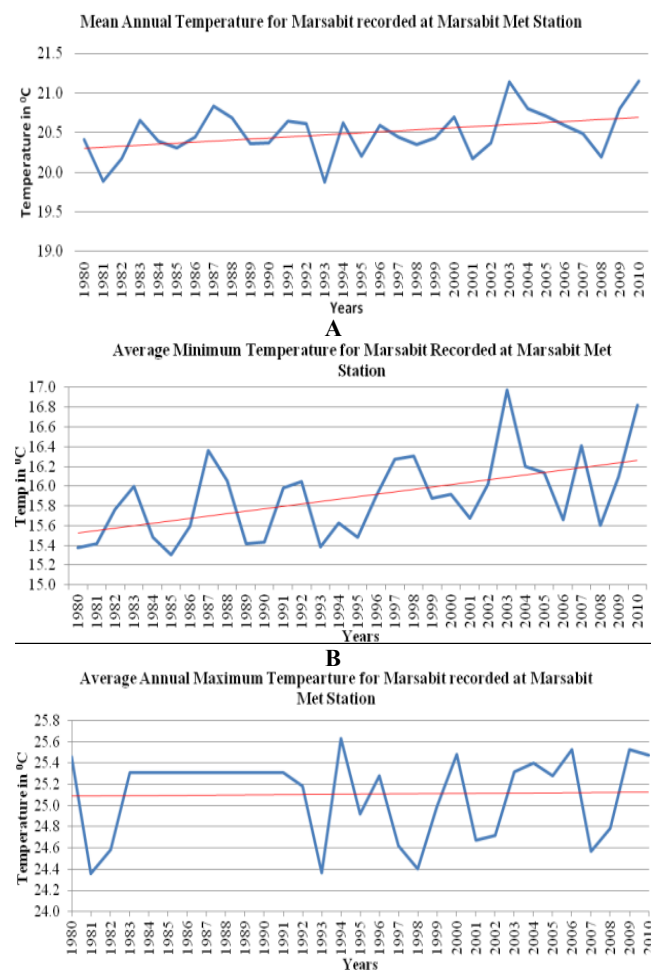 Mean Annual Temperature for Marsabit recorded at Marsabit Met Station
Temperature in ⁰C
21.5
21.0
20.5
20.0
19.5
19.0
1980 1981 1982 1983 1984 1985 1986 1987 1988 1989 1990 1991 1992 1993 1994 1995 1996 1997 1998 1999 2000 2001 2002 2003 2004 2005 2006 2007 2008 2009 2010
Years
A
Average Minimum Temperature for Marsabit Recorded at Marsabit Met
Station
Temp in ⁰C
17.0
16.8
16.6
16.4
16.2
16.0
15.8
15.6
15.4
15.2
15.0
1980 1981 1982 1983 1984 1985 1986 1987 1988 1989 1990 1991 1992 1993 1994 1995 1996 1997 1998 1999 2000 2001 2002 2003 2004 2005 2006 2007 2008 2009 2010
Years
B
Average Annual Maximum Tempearture for Marsabit recorded at Marsabit
Met Station
Temperature in ⁰C
25.8
25.6
25.4
25.2
25.0
24.8
24.6
24.4
24.2
24.0
1980 1981 1982 1983 1984 1985 1986 1987 1988 1989 1990 1991 1992 1993 1994 1995 1996 1997 1998 1999 2000 2001 2002 2003 2004 2005 2006 2007 2008 2009 2010
Years